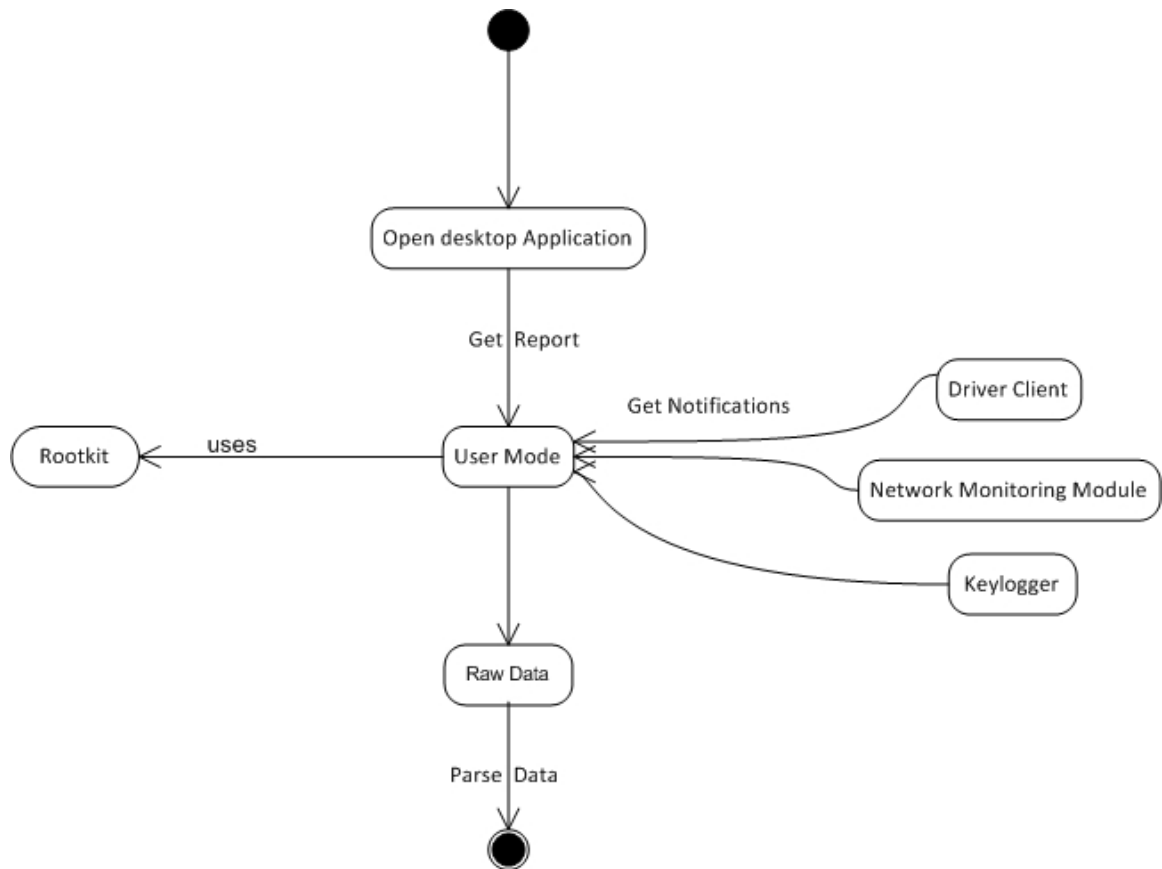 Open desktop Application
Get Report
Driver Client
Get Notifications
Rootkit
uses
User Mode
Network Monitoring Module
Keylogger
Raw Data
Parse Data